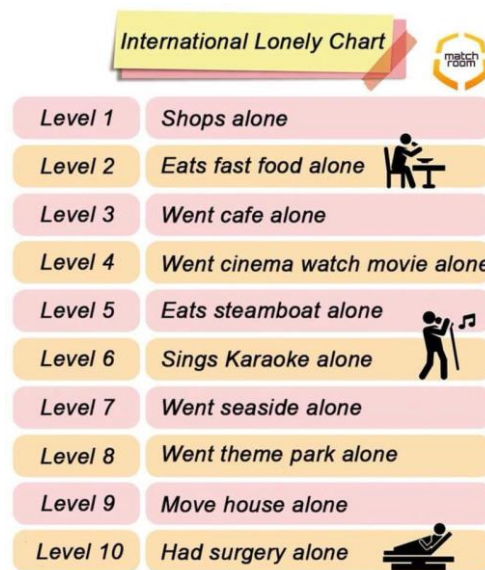 International Lonely Chart
match
room
Level 1 Shops alone
Level 2 Eats fast food alone
Level 3 Went cafe alone
Level 4 Went cinema watch movie alone
Level 5 Eats steamboat alone
Level 6 Sings Karaoke alone
Level 7 Went seaside alone
Level 8 Went theme park alone
Level 9 Move house alone
Level 10 Had surgery alone